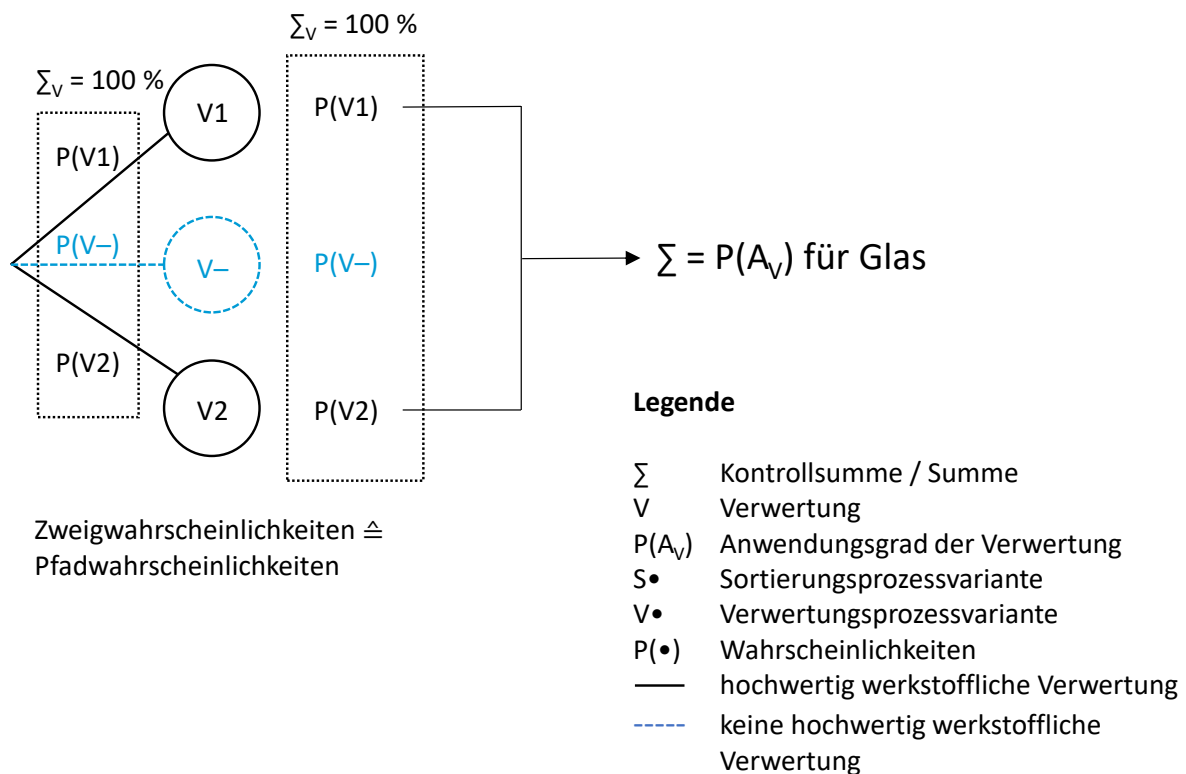 ∑V = 100 %
∑V = 100 %
V1
P(V1)
P(V1)
P(V–)
V–
P(V–)
∑ = P(AV) für Glas
P(V2)
V2
P(V2)
Zweigwahrscheinlichkeiten ≙
Pfadwahrscheinlichkeiten
Legende
∑ Kontrollsumme / Summe
V Verwertung
P(AV) Anwendungsgrad der Verwertung
S• Sortierungsprozessvariante
V• Verwertungsprozessvariante
P(•) Wahrscheinlichkeiten
hochwertig werkstoffliche Verwertung
keine hochwertig werkstoffliche
Verwertung